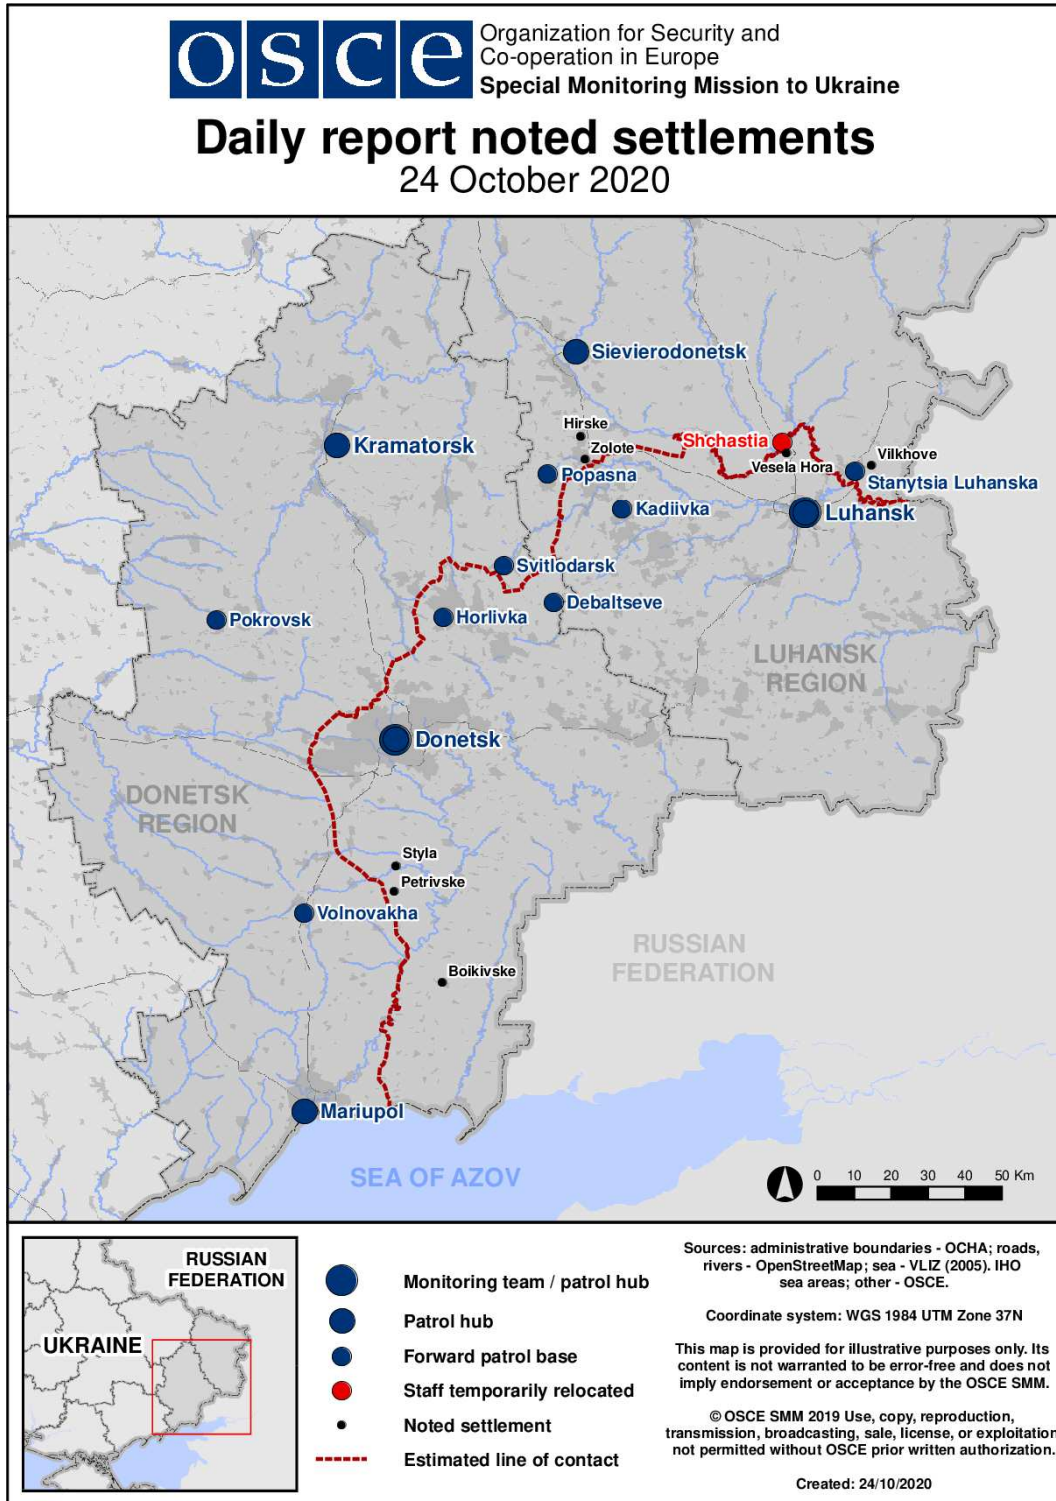 osce
Organization for Security and
Co-operation in Europe
Special Monitoring Mission to Ukraine
Daily report noted settlements
24 October 2020
Sievierodonetsk
Hirske
Shchastia
Kramatorsk
Zolote
Vesela Hora
Vilkhove
Popasna
Stanytsia Luhanska
Kadiivka
Luhansk
Svitlodarsk
Debaltseve
Pokrovsk
Horlivka
LUHANSK
REGION
Donetsk
DONETSK
REGION
Styla
Petrivske
Volnovakha
RUSSIAN
FEDERATION
Boikivske
Mariupol
SEA OF AZOV
0 10 20 30 40 50 Km
RUSSIAN
FEDERATION
UKRAINE
Monitoring team / patrol hub
Patrol hub
Forward patrol base
Staff temporarily relocated
Noted settlement
Estimated line of contact
Sources: administrative boundaries - OCHA; roads,
rivers - OpenStreetMap; sea - VLIZ (2005). IHO
sea areas; other - OSCE.
Coordinate system: WGS 1984 UTM Zone 37N
This map is provided for illustrative purposes only. Its
content is not warranted to be error-free and does not
imply endorsement or acceptance by the OSCE SMM.
© OSCE SMM 2019 Use, copy, reproduction,
transmission, broadcasting, sale, license, or exploitation
not permitted without OSCE prior written authorization.
Created: 24/10/2020